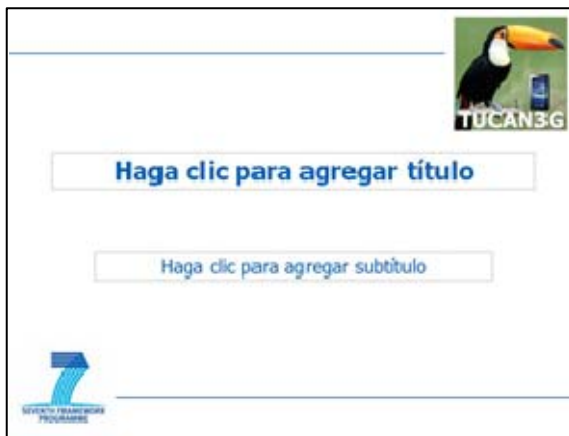 TUCAN3G
Haga clic para agregar título
Haga clic para agregar subtítulo
SEVENTH FRAMEWORK
PROGRAMME